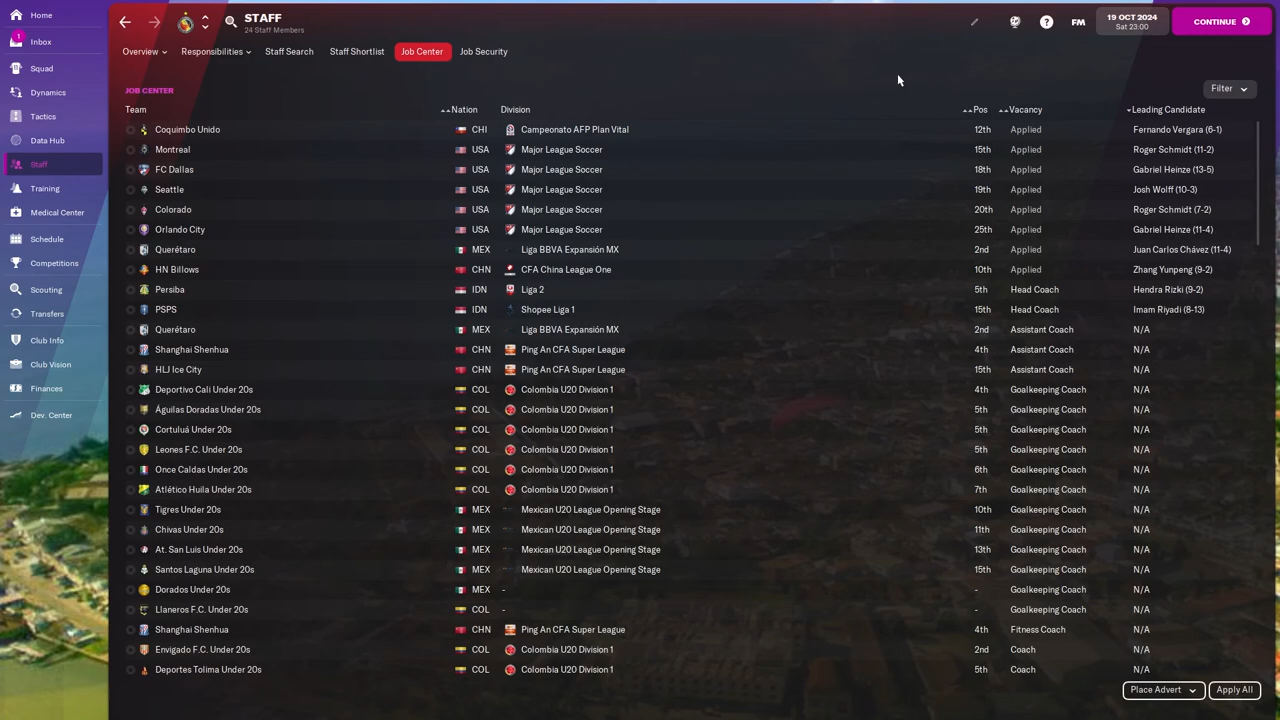 Home
1
Inbox
Squad
Dynamics
Tactics
Data Hub
Staff
Training
Medical Center
Schedule
Competitions
Scouting
Transfers
Club Info
Club Vision
Finances
Dev. Center
STAFF
24 Staff Members
? FM 19 OCT 2024 CONTINUE
Sat 23:00
Overview Responsibilities Staff Search Staff Shortlist Job Center Job Security
JOB CENTER
Filter
Team Nation Division Pos Vacancy Leading Candidate
Coquimbo Unido CHI Campeonato AFP Plan Vital 12th Applied Fernando Vergara (6-1)
Montreal USA Major League Soccer 15th Applied Roger Schmidt (11-2)
FC Dallas USA Major League Soccer 18th Applied Gabriel Heinze (13-5)
Seattle USA Major League Soccer 19th Applied Josh Wolff (10-3)
Colorado USA Major League Soccer 20th Applied Roger Schmidt (7-2)
Orlando City USA Major League Soccer 25th Applied Gabriel Heinze (11-4)
Querétaro MEX Liga BBVA Expansión MX 2nd Applied Juan Carlos Chávez (11-4)
HN Billows CHN CFA China League One 10th Applied Zhang Yunpeng (9-2)
Persiba IDN Liga 2 5th Head Coach Hendra Rizki (9-2)
PSPS IDN Shopee Liga 1 15th Head Coach Imam Riyadi (8-13)
Querétaro MEX Liga BBVA Expansión MX 2nd Assistant Coach N/A
Shanghai Shenhua CHN Ping An CFA Super League 4th Assistant Coach N/A
HLJ Ice City CHN Ping An CFA Super League 15th Assistant Coach N/A
Deportivo Cali Under 20s COL Colombia U20 Division 1 4th Goalkeeping Coach N/A
Águilas Doradas Under 20s COL Colombia U20 Division 1 5th Goalkeeping Coach N/A
Cortuluá Under 20s COL Colombia U20 Division 1 5th Goalkeeping Coach N/A
Leones F.C. Under 20s COL Colombia U20 Division 1 5th Goalkeeping Coach N/A
Once Caldas Under 20s COL Colombia U20 Division 1 6th Goalkeeping Coach N/A
Atlético Huila Under 20s COL Colombia U20 Division 1 7th Goalkeeping Coach N/A
Tigres Under 20s MEX Mexican U20 League Opening Stage 10th Goalkeeping Coach N/A
Chivas Under 20s MEX Mexican U20 League Opening Stage 11th Goalkeeping Coach N/A
At. San Luis Under 20s MEX Mexican U20 League Opening Stage 13th Goalkeeping Coach N/A
Santos Laguna Under 20s MEX Mexican U20 League Opening Stage 15th Goalkeeping Coach N/A
Dorados Under 20s MEX - - Goalkeeping Coach N/A
Llaneros F.C. Under 20s COL - - Goalkeeping Coach N/A
Shanghai Shenhua CHN Ping An CFA Super League 4th Fitness Coach N/A
Envigado F.C. Under 20s COL Colombia U20 Division 1 2nd Coach N/A
Deportes Tolima Under 20s COL Colombia U20 Division 1 5th Coach N/A
Place Advert Apply All